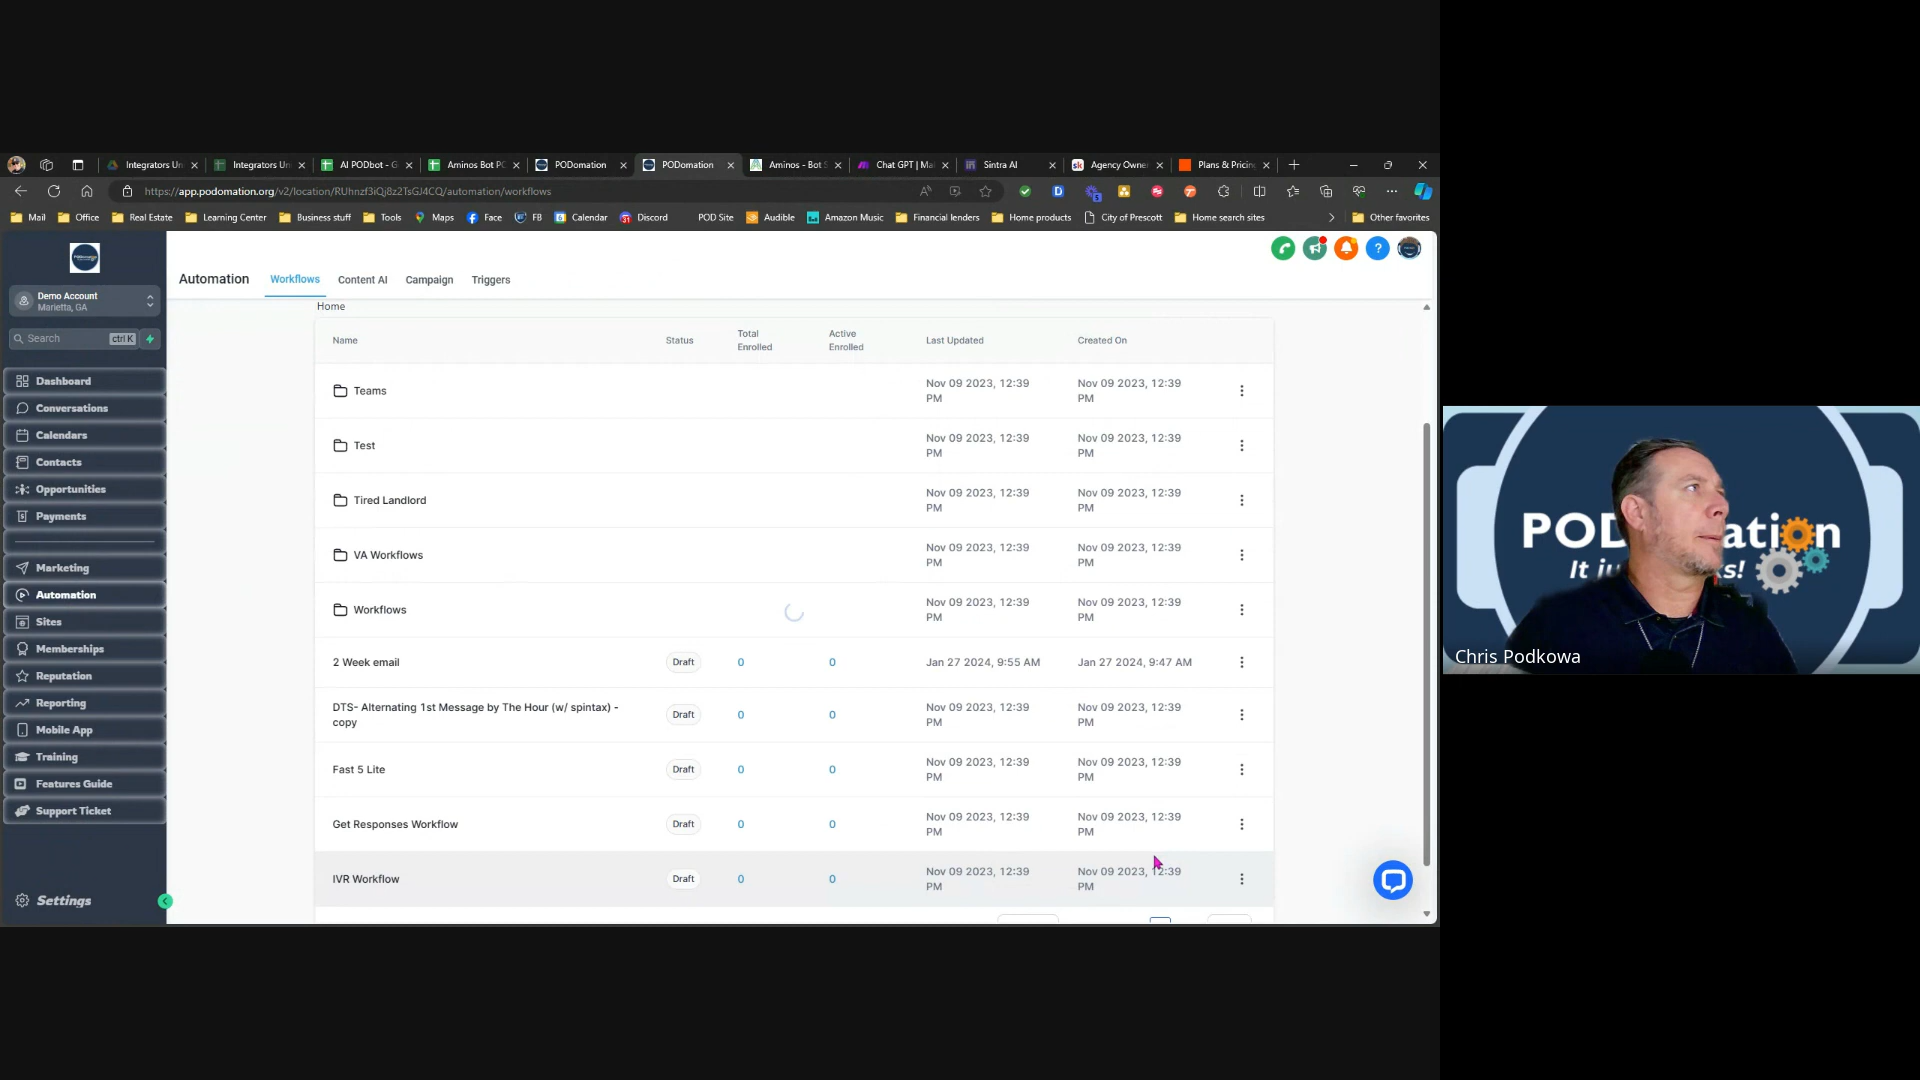 Integrators Un
Integrators Un
AI PODbot - G
Aminos Bot PC
PODomation
PODomation
Aminos - Bot S
Chat GPT | Ma
Sintra AI
Agency Owne
Plans & Pricing
https://app.podomation.org/v2/location/RUhnzf3iQj8z2TsGJ4CQ/automation/workflows
Mail
Office
Real Estate
Learning Center
Business stuff
Tools
Maps
Face
FB
Calendar
Discord
POD Site
Audible
Amazon Music
Financial lenders
Home products
City of Prescott
Home search sites
Other favorites
Demo Account
Marietta, GA
Search
ctrl K
Dashboard
Conversations
Calendars
Contacts
Opportunities
Payments
Marketing
Automation
Sites
Memberships
Reputation
Reporting
Mobile App
Training
Features Guide
Support Ticket
Settings
Automation Workflows Content AI Campaign Triggers
Home
Name Status Total Enrolled Active Enrolled Last Updated Created On
Teams Nov 09 2023, 12:39 PM Nov 09 2023, 12:39 PM
Test Nov 09 2023, 12:39 PM Nov 09 2023, 12:39 PM
Tired Landlord Nov 09 2023, 12:39 PM Nov 09 2023, 12:39 PM
VA Workflows Nov 09 2023, 12:39 PM Nov 09 2023, 12:39 PM
Workflows Nov 09 2023, 12:39 PM Nov 09 2023, 12:39 PM
2 Week email Draft 0 0 Jan 27 2024, 9:55 AM Jan 27 2024, 9:47 AM
DTS- Alternating 1st Message by The Hour (w/ spintax) - copy Draft 0 0 Nov 09 2023, 12:39 PM Nov 09 2023, 12:39 PM
Fast 5 Lite Draft 0 0 Nov 09 2023, 12:39 PM Nov 09 2023, 12:39 PM
Get Responses Workflow Draft 0 0 Nov 09 2023, 12:39 PM Nov 09 2023, 12:39 PM
IVR Workflow Draft 0 0 Nov 09 2023, 12:39 PM Nov 09 2023, 12:39 PM
Chris Podkowa